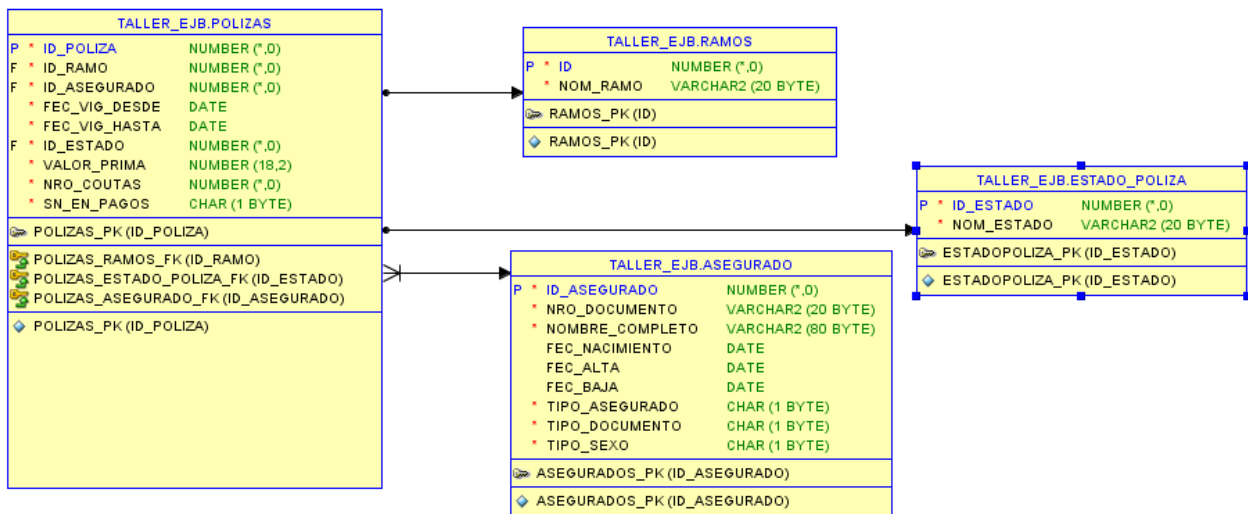 TALLER_EJB.POLIZAS
P * ID_POLIZA NUMBER (*,0)
F * ID_RAMO NUMBER (*,0)
F * ID_ASEGURADO NUMBER (*,0)
* FEC_VIG_DESDE DATE
* FEC_VIG_HASTA DATE
F * ID_ESTADO NUMBER (*,0)
* VALOR_PRIMA NUMBER (18,2)
* NRO_COUTAS NUMBER (*,0)
* SN_EN_PAGOS CHAR (1 BYTE)
POLIZAS_PK (ID_POLIZA)
POLIZAS_RAMOS_FK (ID_RAMO)
POLIZAS_ESTADO_POLIZA_FK (ID_ESTADO)
POLIZAS_ASEGURADO_FK (ID_ASEGURADO)
POLIZAS_PK (ID_POLIZA)
TALLER_EJB.RAMOS
P * ID NUMBER (*,0)
* NOM_RAMO VARCHAR2 (20 BYTE)
RAMOS_PK (ID)
RAMOS_PK (ID)
TALLER_EJB.ESTADO_POLIZA
P * ID_ESTADO NUMBER (*,0)
* NOM_ESTADO VARCHAR2 (20 BYTE)
ESTADOPOLIZA_PK (ID_ESTADO)
ESTADOPOLIZA_PK (ID_ESTADO)
TALLER_EJB.ASEGURADO
P * ID_ASEGURADO NUMBER (*,0)
* NRO_DOCUMENTO VARCHAR2 (20 BYTE)
* NOMBRE_COMPLETO VARCHAR2 (80 BYTE)
FEC_NACIMIENTO DATE
FEC_ALTA DATE
FEC_BAJA DATE
* TIPO_ASEGURADO CHAR (1 BYTE)
* TIPO_DOCUMENTO CHAR (1 BYTE)
* TIPO_SEXO CHAR (1 BYTE)
ASEGURADOS_PK (ID_ASEGURADO)
ASEGURADOS_PK (ID_ASEGURADO)